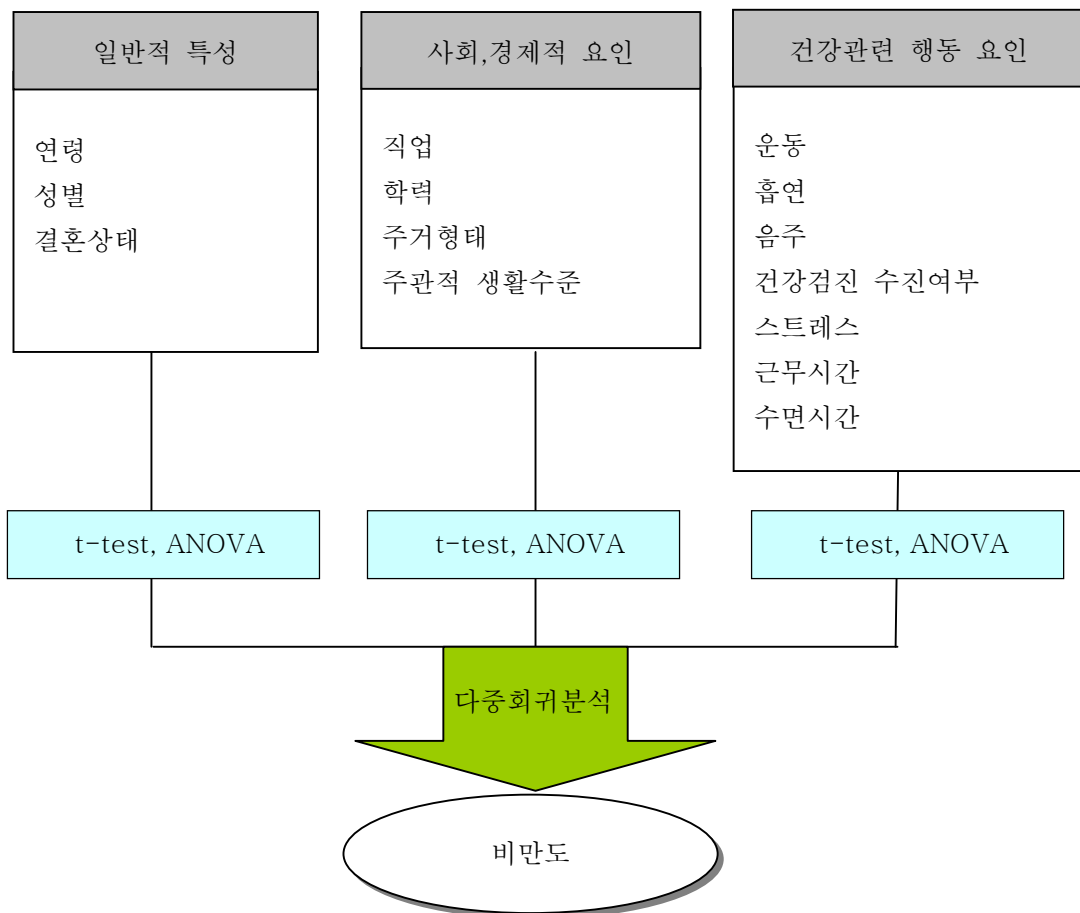 일반적 특성
연령
성별
결혼상태
사회,경제적 요인
직업
학력
주거형태
주관적 생활수준
건강관련 행동 요인
운동
흡연
음주
건강검진 수진여부
스트레스
근무시간
수면시간
t-test, ANOVA
t-test, ANOVA
t-test, ANOVA
다중회귀분석
비만도